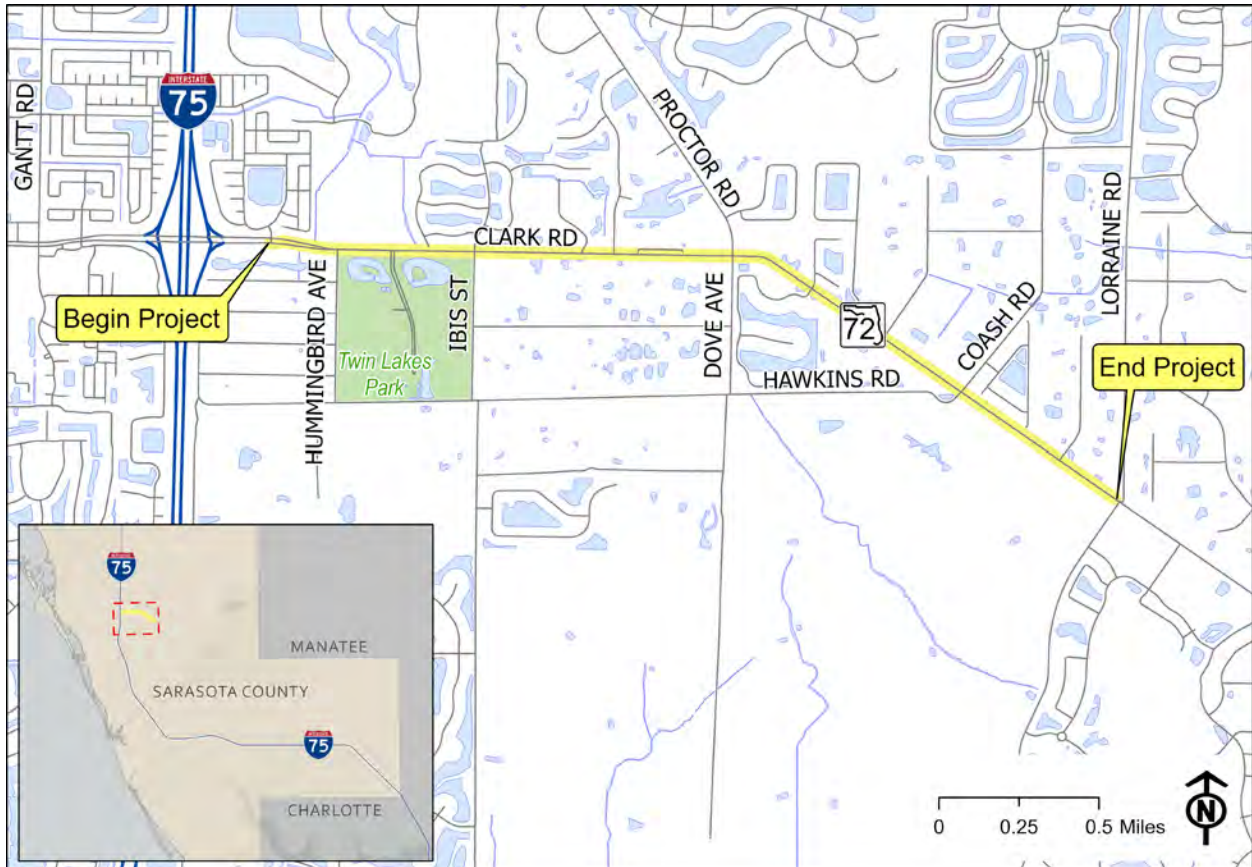 GANTT RD
INTERSTATE
75
PROCTOR RD
CLARK RD
LORRAINE RD
Begin Project
HUMMINGBIRD AVE
IBIS ST
DOVE AVE
72
COASH RD
Twin Lakes
Park
HAWKINS RD
End Project
75
MANATEE
SARASOTA COUNTY
75
CHARLOTTE
0 0.25 0.5 Miles
N